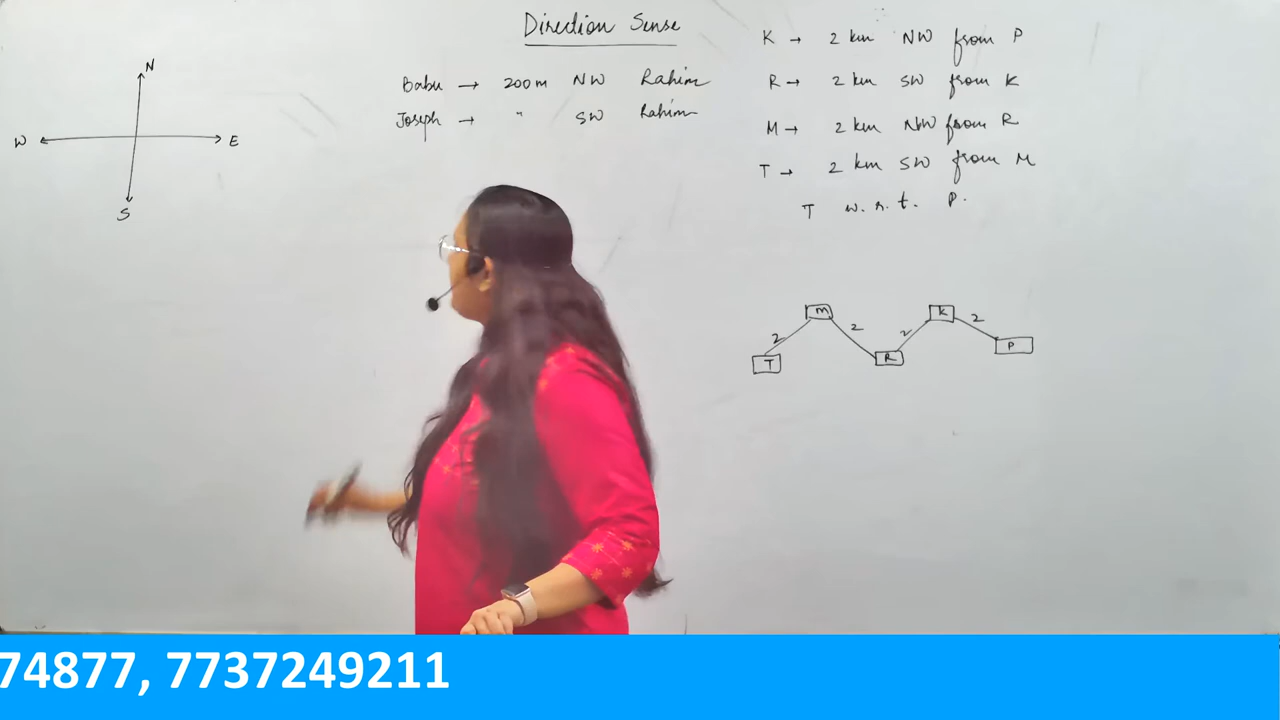 Direction Sense
N
W
E
S
Babu → 200m NW Rahim
Joseph → " SW Rahim
K → 2 km NW from P
R → 2 km SW from K
M → 2 km NW from R
T → 2 km SW from M
T w.r.t. P.
M
K
2
2
2
2
T
R
P
74877, 7737249211